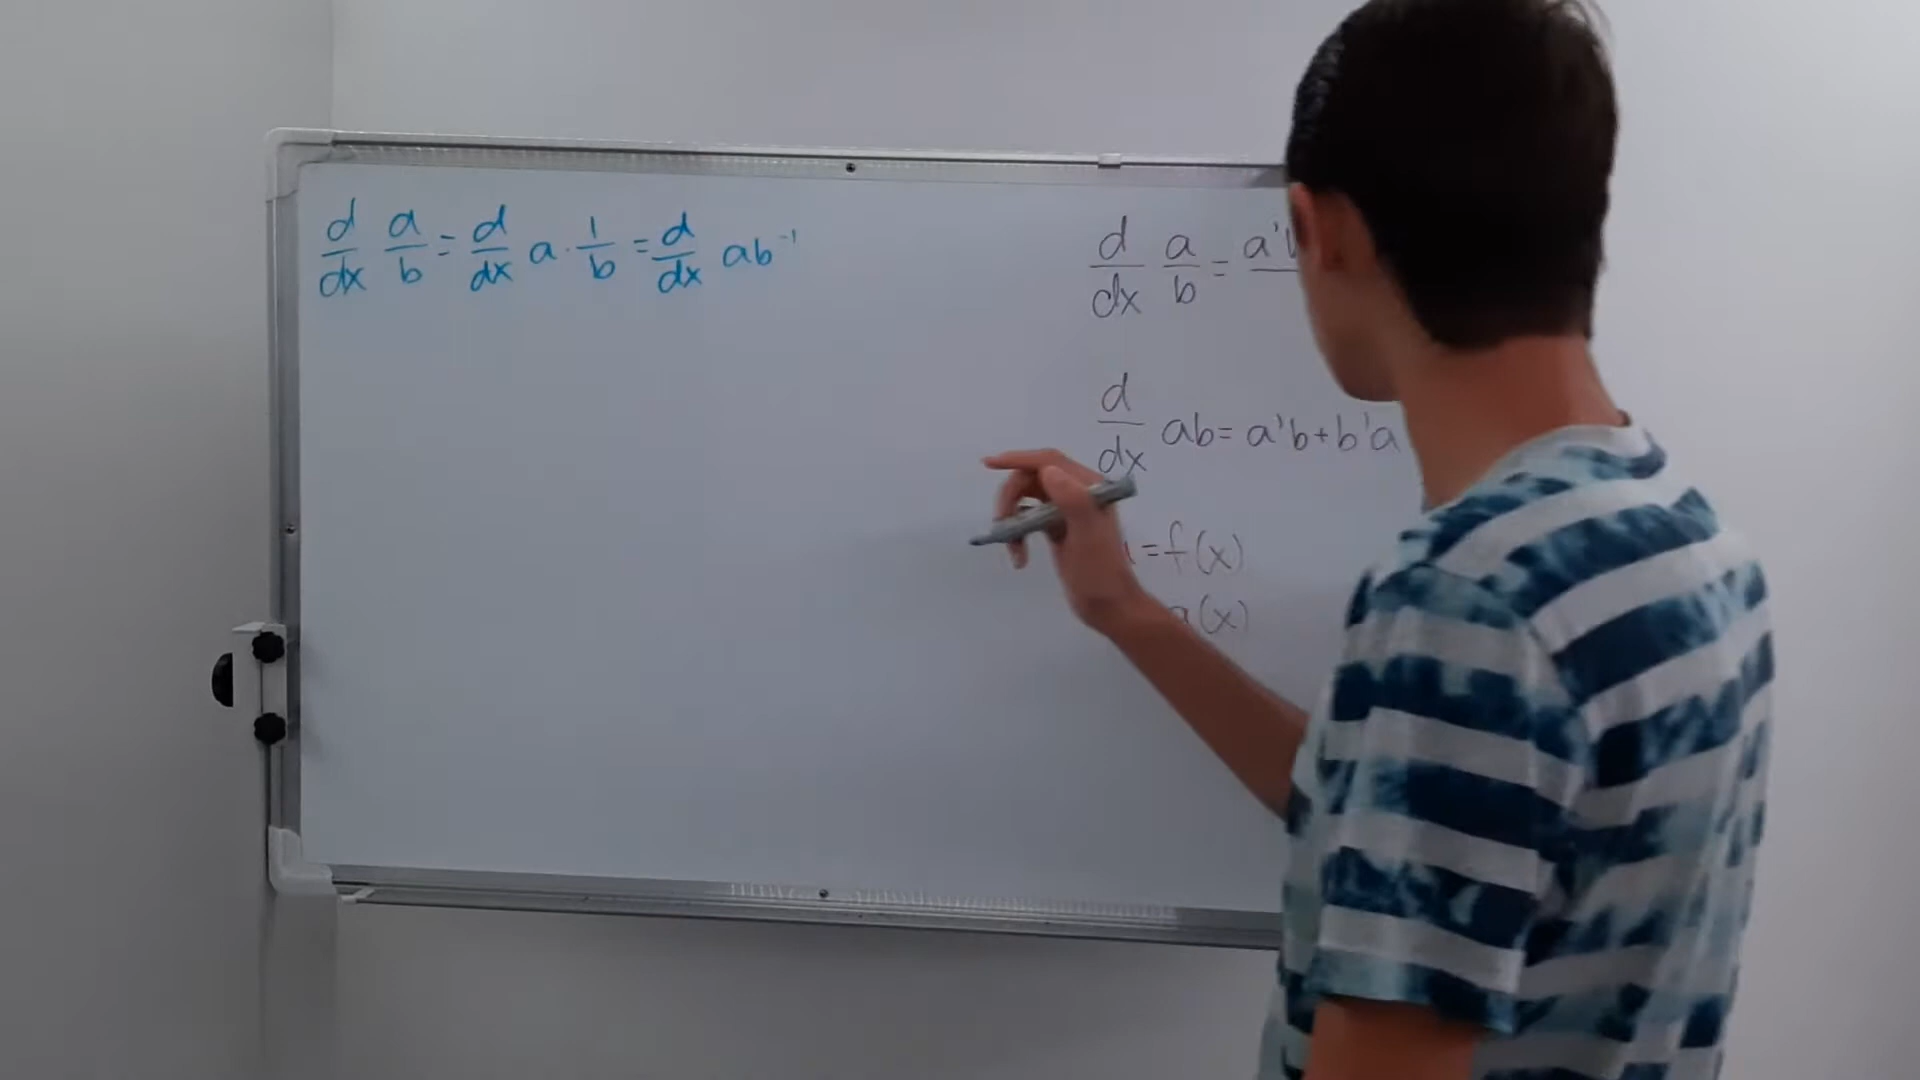 d/dx a/b = d/dx a · 1/b = d/dx ab⁻¹
d/dx a/b = a'
d/dx ab = a'b + b'a
= f(x)
(x)